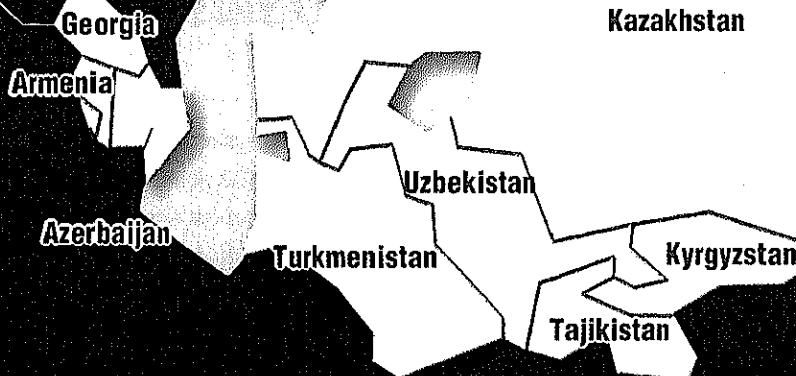 Georgia
Kazakhstan
Armenia
Uzbekistan
Azerbaijan
Turkmenistan
Kyrgyzstan
Tajikistan